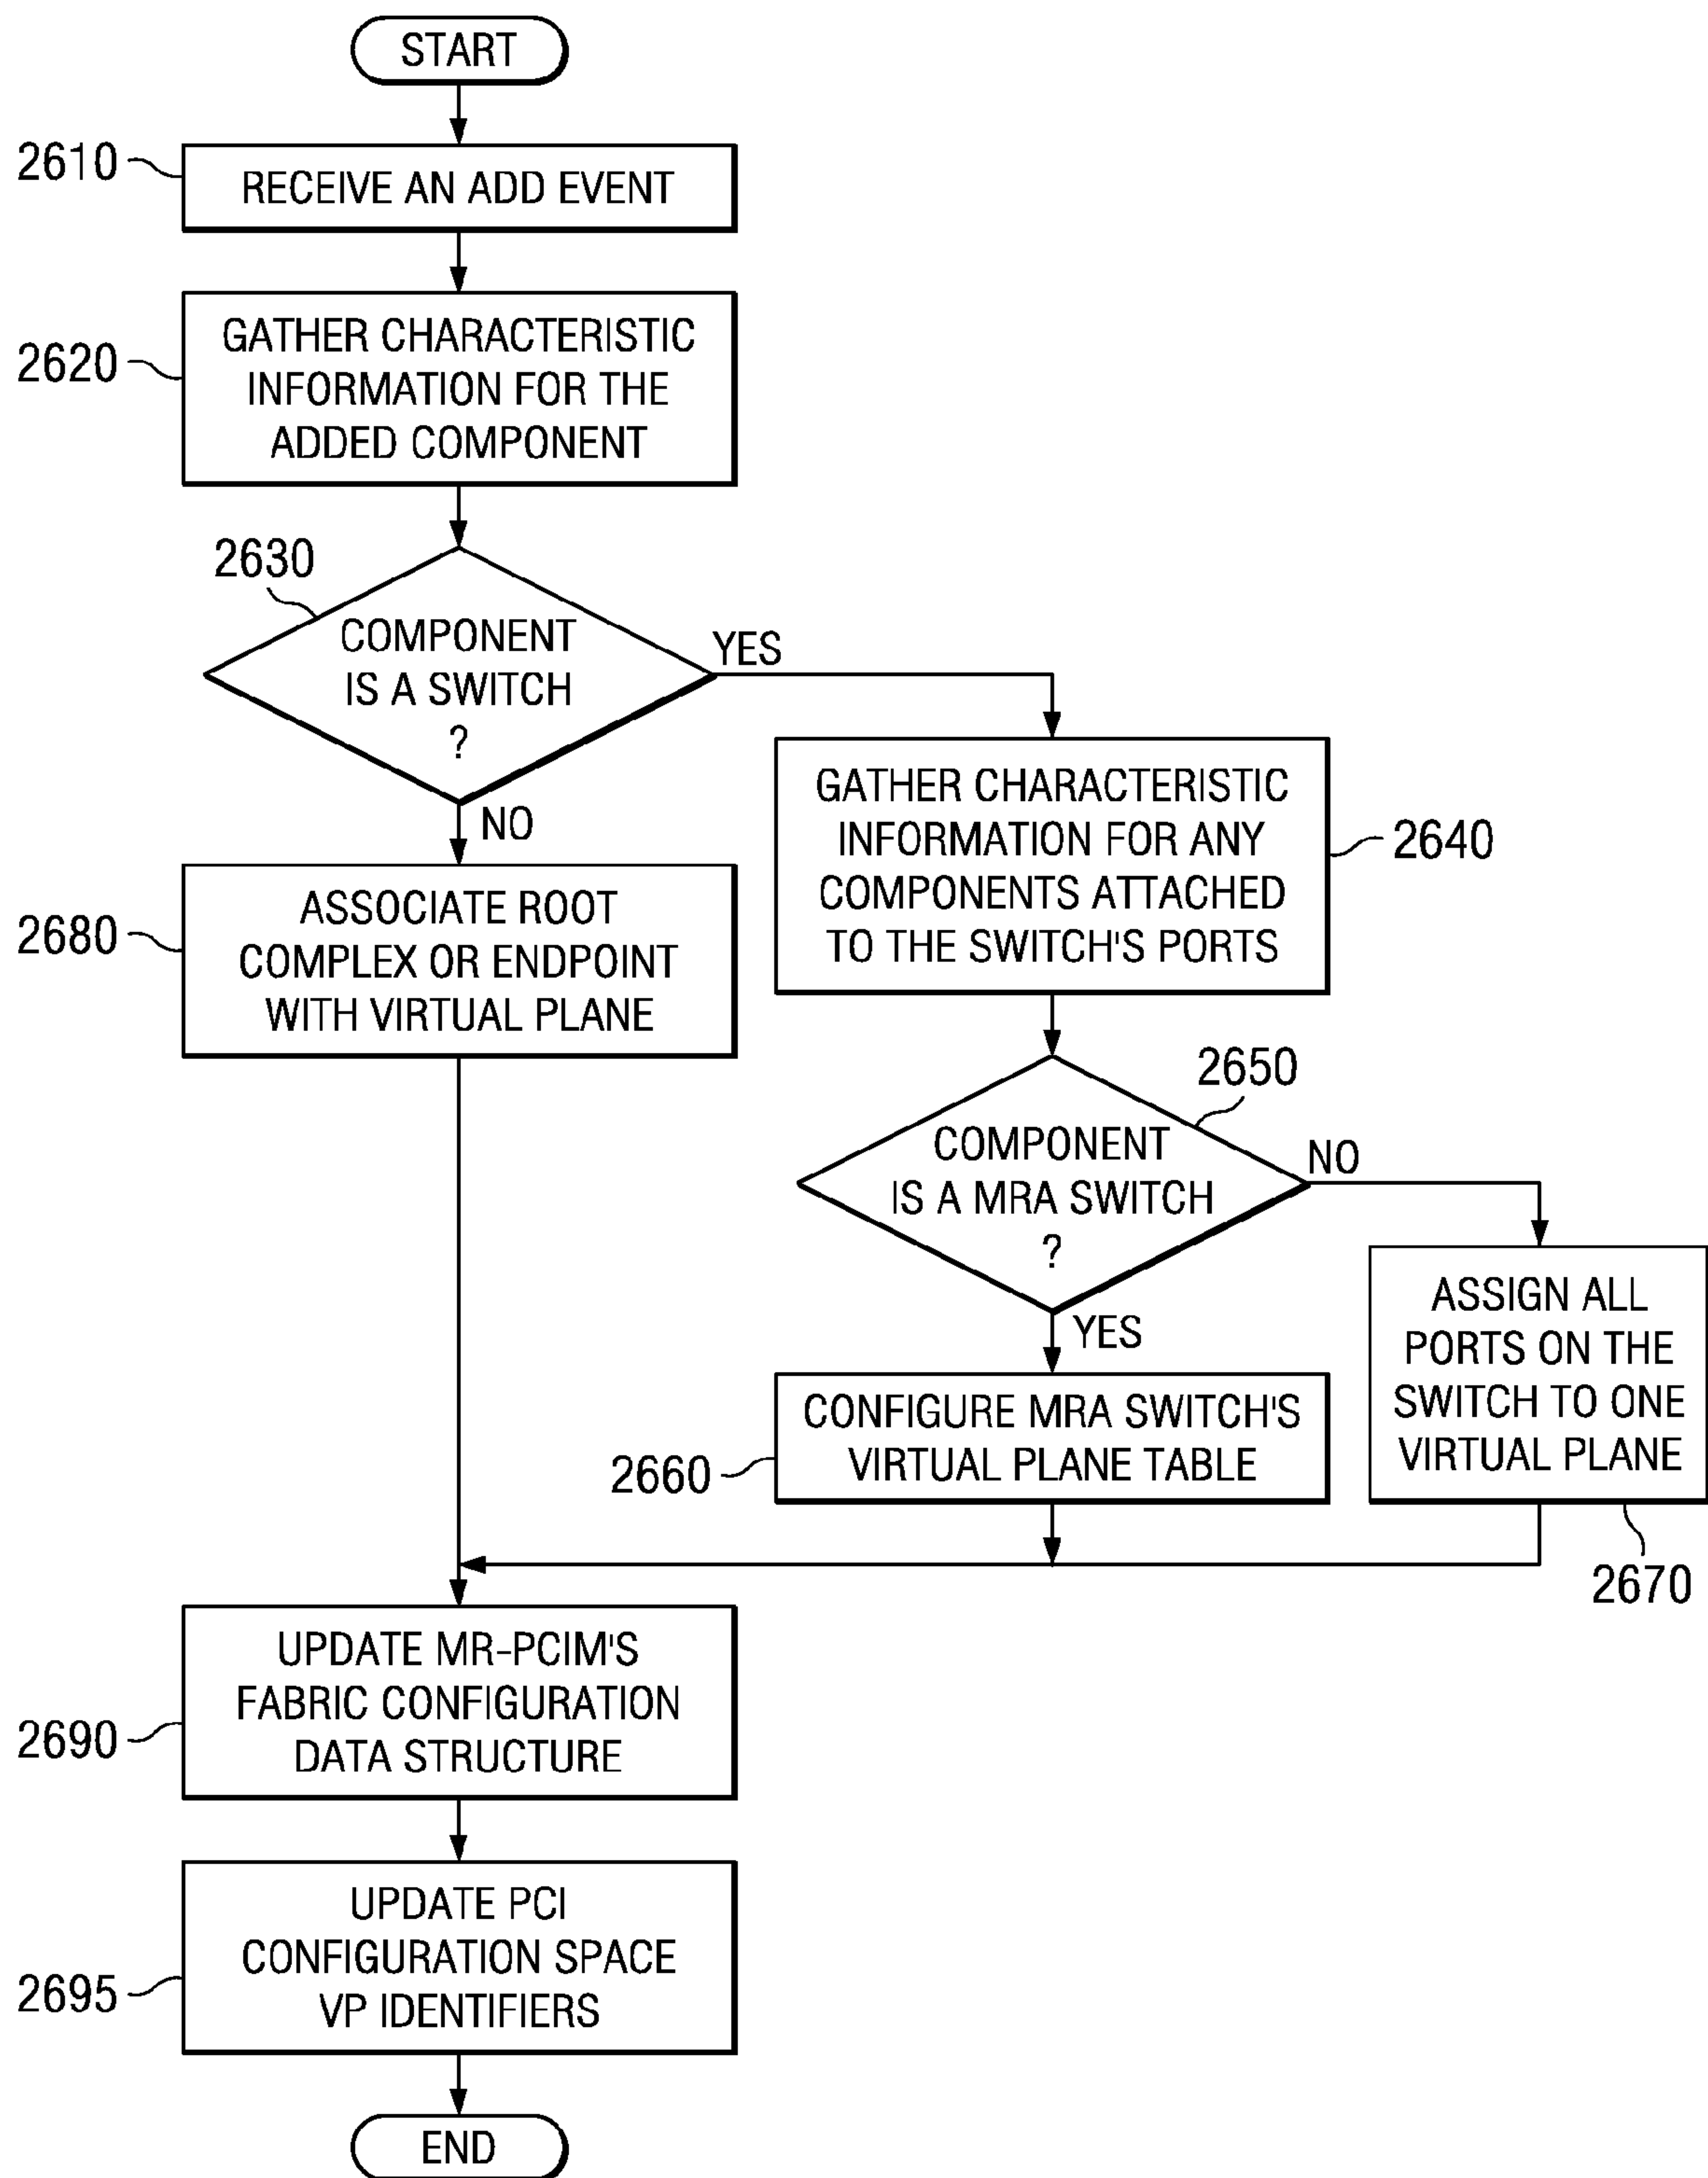 START
2610
RECEIVE AN ADD EVENT
2620
GATHER CHARACTERISTIC
INFORMATION FOR THE
ADDED COMPONENT
2630
COMPONENT
IS A SWITCH
?
YES
NO
GATHER CHARACTERISTIC
INFORMATION FOR ANY
COMPONENTS ATTACHED
TO THE SWITCH'S PORTS
2640
2680
ASSOCIATE ROOT
COMPLEX OR ENDPOINT
WITH VIRTUAL PLANE
2650
COMPONENT
IS A MRA SWITCH
?
NO
YES
ASSIGN ALL
PORTS ON THE
SWITCH TO ONE
VIRTUAL PLANE
2670
2660
CONFIGURE MRA SWITCH'S
VIRTUAL PLANE TABLE
2690
UPDATE MR-PCIM'S
FABRIC CONFIGURATION
DATA STRUCTURE
2695
UPDATE PCI
CONFIGURATION SPACE
VP IDENTIFIERS
END